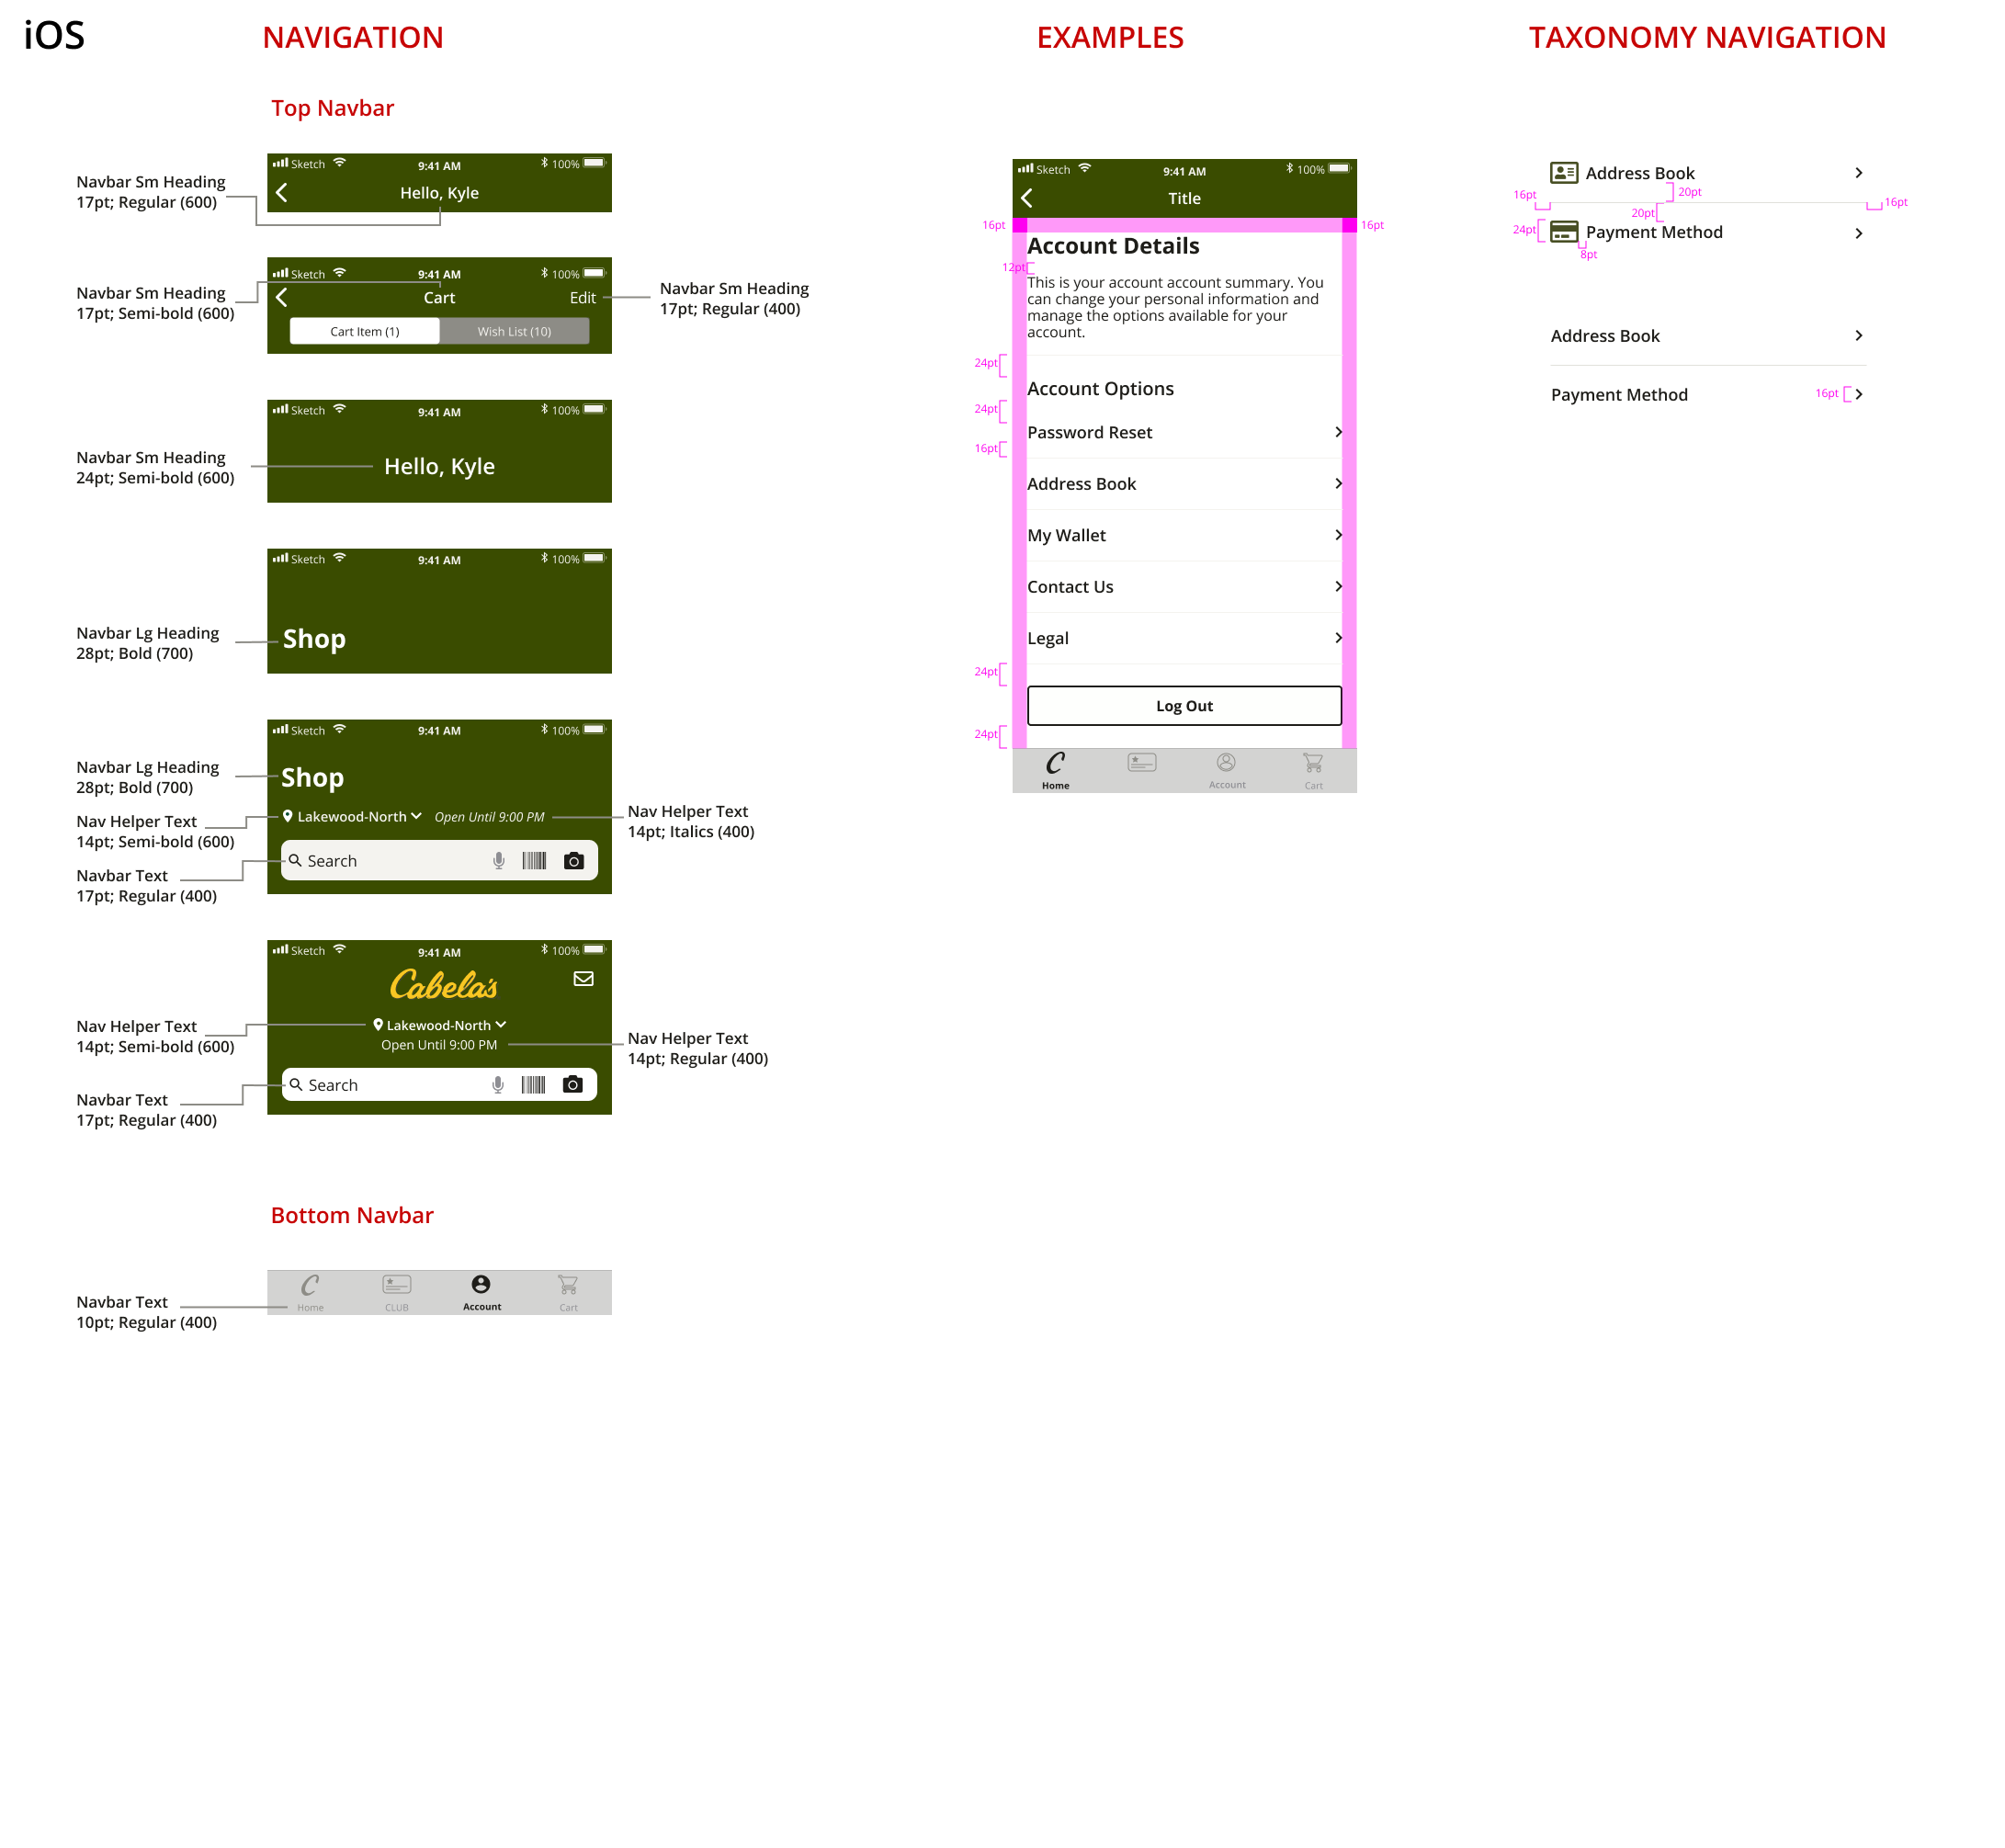 iOS
NAVIGATION
EXAMPLES
TAXONOMY NAVIGATION
Top Navbar
Navbar Sm Heading
17pt; Regular (600)
Sketch 9:41 AM 100%
Hello, Kyle
Navbar Sm Heading
17pt; Semi-bold (600)
Sketch 9:41 AM 100%
Cart Edit
Cart Item (1) Wish List (10)
Navbar Sm Heading
17pt; Regular (400)
Navbar Sm Heading
24pt; Semi-bold (600)
Sketch 9:41 AM 100%
Hello, Kyle
Navbar Lg Heading
28pt; Bold (700)
Sketch 9:41 AM 100%
Shop
Navbar Lg Heading
28pt; Bold (700)
Nav Helper Text
14pt; Semi-bold (600)
Navbar Text
17pt; Regular (400)
Sketch 9:41 AM 100%
Shop
Lakewood-North Open Until 9:00 PM
Search
Nav Helper Text
14pt; Italics (400)
Nav Helper Text
14pt; Semi-bold (600)
Navbar Text
17pt; Regular (400)
Sketch 9:41 AM 100%
Cabela's
Lakewood-North
Open Until 9:00 PM
Search
Nav Helper Text
14pt; Regular (400)
Bottom Navbar
Navbar Text
10pt; Regular (400)
Home CLUB Account Cart
Sketch 9:41 AM 100%
Title
16pt 16pt
Account Details
12pt
This is your account account summary. You
can change your personal information and
manage the options available for your
account.
24pt
Account Options
24pt
Password Reset
16pt
Address Book
My Wallet
Contact Us
Legal
24pt
Log Out
24pt
Home Account Cart
Address Book
16pt 20pt 16pt
20pt
24pt Payment Method
8pt
Address Book
Payment Method 16pt